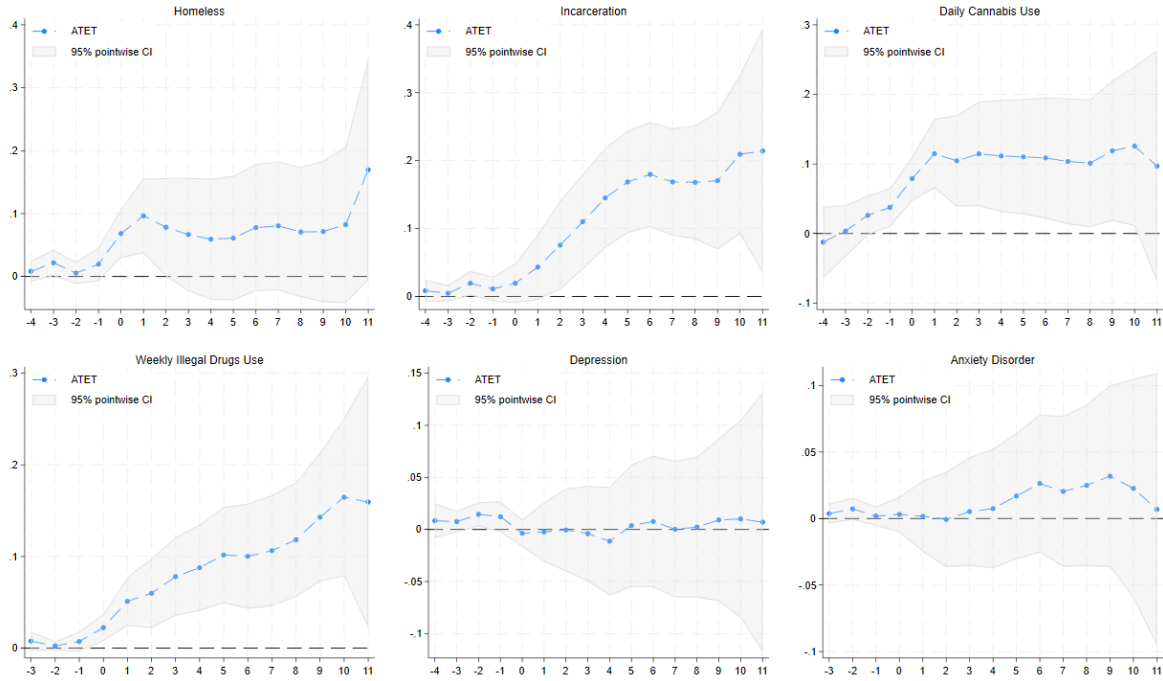 Homeless
ATET
95% pointwise CI
.4
.3
.2
.1
0
-4 -3 -2 -1 0 1 2 3 4 5 6 7 8 9 10 11
Incarceration
ATET
95% pointwise CI
.4
.3
.2
.1
0
-4 -3 -2 -1 0 1 2 3 4 5 6 7 8 9 10 11
Daily Cannabis Use
ATET
95% pointwise CI
.3
.2
.1
0
-.1
-4 -3 -2 -1 0 1 2 3 4 5 6 7 8 9 10 11
Weekly Illegal Drugs Use
ATET
95% pointwise CI
.3
.2
.1
0
-3 -2 -1 0 1 2 3 4 5 6 7 8 9 10 11
Depression
ATET
95% pointwise CI
.15
.1
.05
0
-.05
-.1
-4 -3 -2 -1 0 1 2 3 4 5 6 7 8 9 10 11
Anxiety Disorder
ATET
95% pointwise CI
.1
.05
0
-.05
-.1
-3 -2 -1 0 1 2 3 4 5 6 7 8 9 10 11